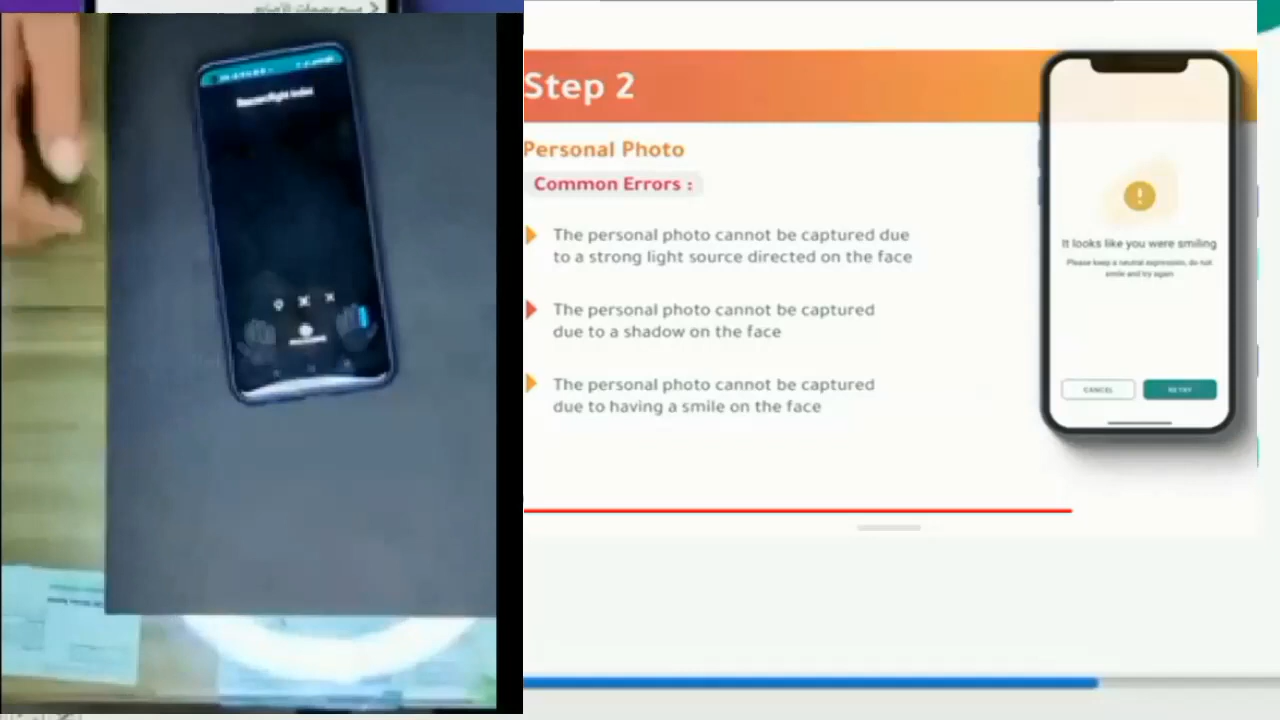 Step 2
Personal Photo
Common Errors :
The personal photo cannot be captured due
to a strong light source directed on the face
The personal photo cannot be captured
due to a shadow on the face
The personal photo cannot be captured
due to having a smile on the face
It looks like you were smiling
Please keep a neutral expression, do not
smile and try again
CANCEL
RETRY